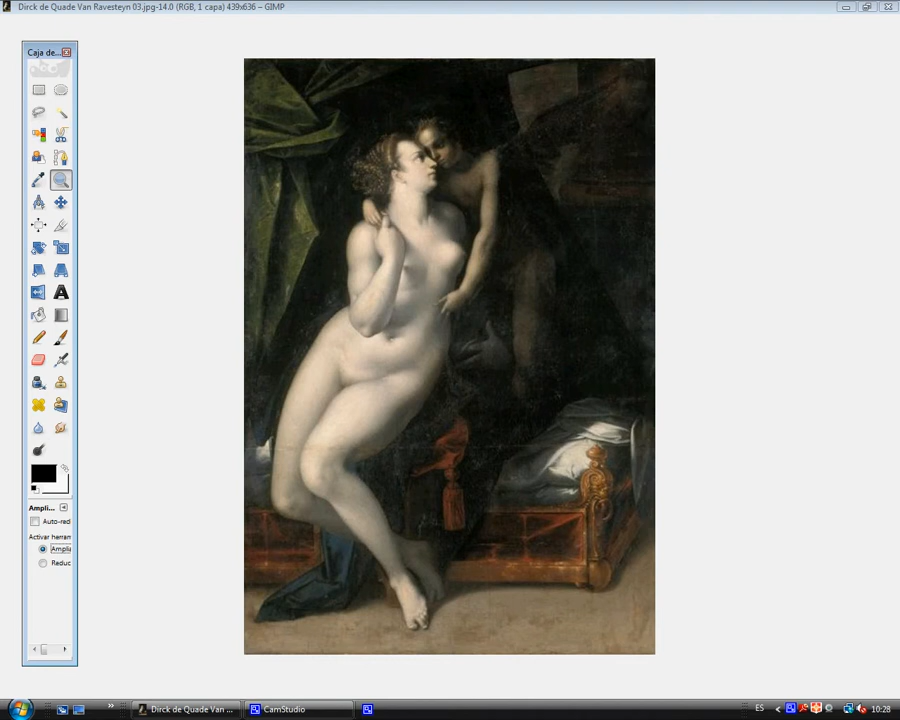 Dirck de Quade Van Ravesteyn 03.jpg-14.0 (RGB, 1 capa) 439x636 – GIMP
Caja de...
A
Ampli...
Auto-red
Activar herram
Amplia
Reduc
Dirck de Quade Van ...
CamStudio
ES
10:28